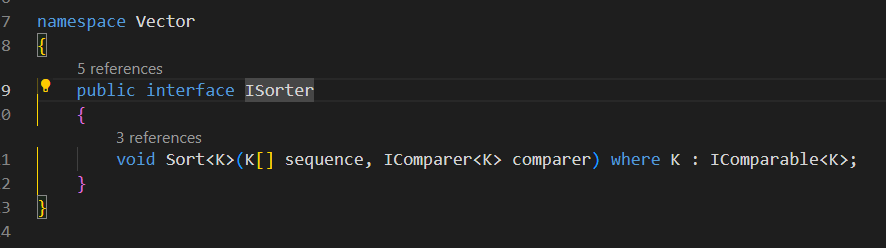 7 namespace Vector
8 {
5 references
9 public interface ISorter
0 {
3 references
1 void Sort<K>(K[] sequence, IComparer<K> comparer) where K : IComparable<K>;
2 }
3 }
4